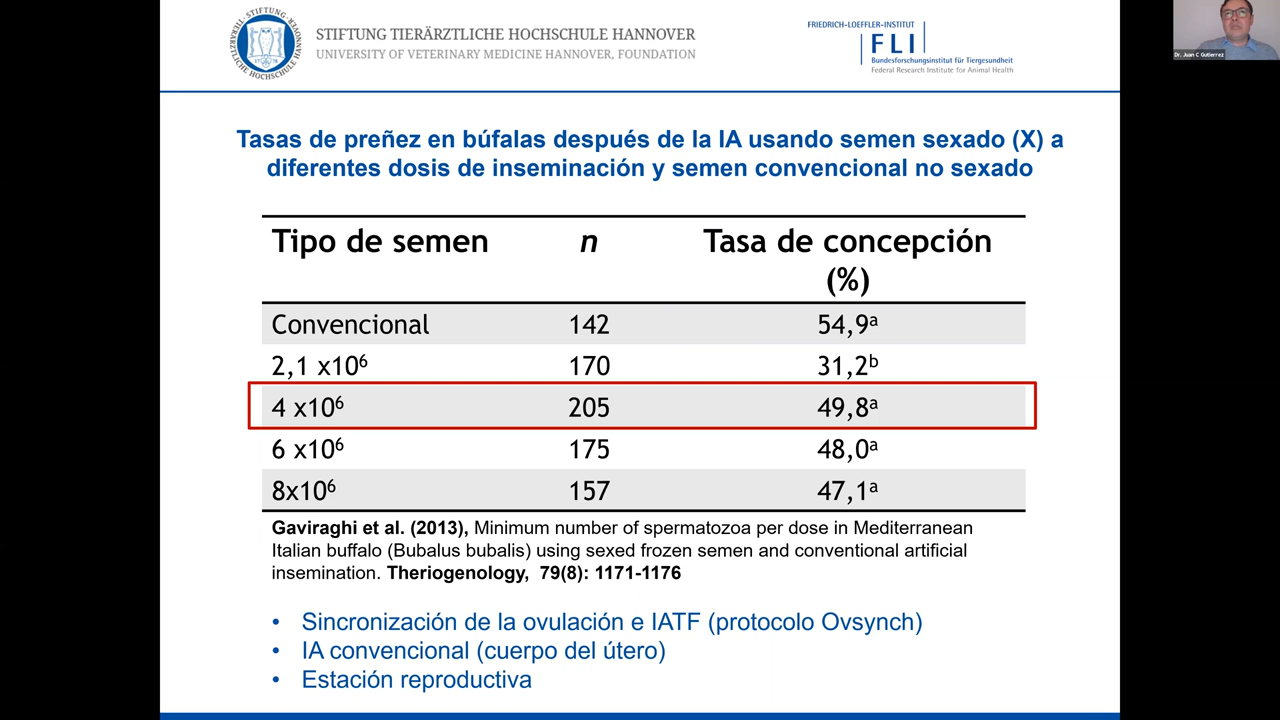 STIFTUNG TIERÄRZTLICHE HOCHSCHULE HANNOVER
UNIVERSITY OF VETERINARY MEDICINE HANNOVER, FOUNDATION
FRIEDRICH-LOEFFLER-INSTITUT
FLI
Bundesforschungsinstitut für Tiergesundheit
Federal Research Institute for Animal Health
Dr. Juan C Gutierrez
Tasas de preñez en búfalas después de la IA usando semen sexado (X) a
diferentes dosis de inseminación y semen convencional no sexado
Tipo de semen n Tasa de concepción
(%)
Convencional 142 54,9ᵃ
2,1 x10⁶ 170 31,2ᵇ
4 x10⁶ 205 49,8ᵃ
6 x10⁶ 175 48,0ᵃ
8x10⁶ 157 47,1ᵃ
Gaviraghi et al. (2013), Minimum number of spermatozoa per dose in Mediterranean
Italian buffalo (Bubalus bubalis) using sexed frozen semen and conventional artificial
insemination. Theriogenology, 79(8): 1171-1176
• Sincronización de la ovulación e IATF (protocolo Ovsynch)
• IA convencional (cuerpo del útero)
• Estación reproductiva